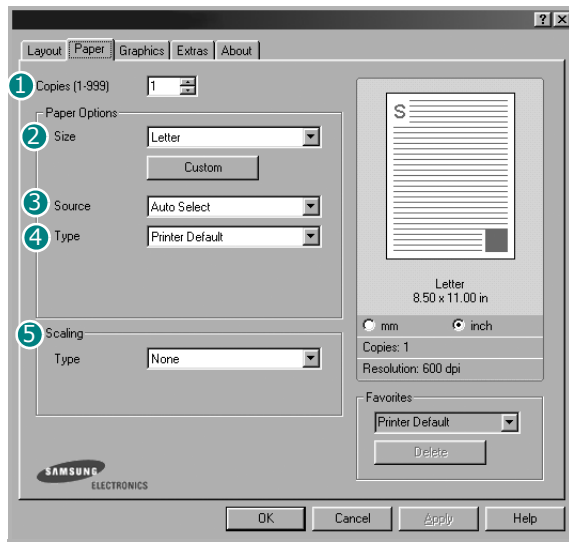 ? x
Layout Paper Graphics Extras About
1 Copies (1-999) 1
Paper Options
2 Size Letter
Custom
3 Source Auto Select
4 Type Printer Default
5 Scaling
Type None
S
Letter
8.50 x 11.00 in
mm inch
Copies: 1
Resolution: 600 dpi
Favorites
Printer Default
Delete
SAMSUNG
ELECTRONICS
OK Cancel Apply Help